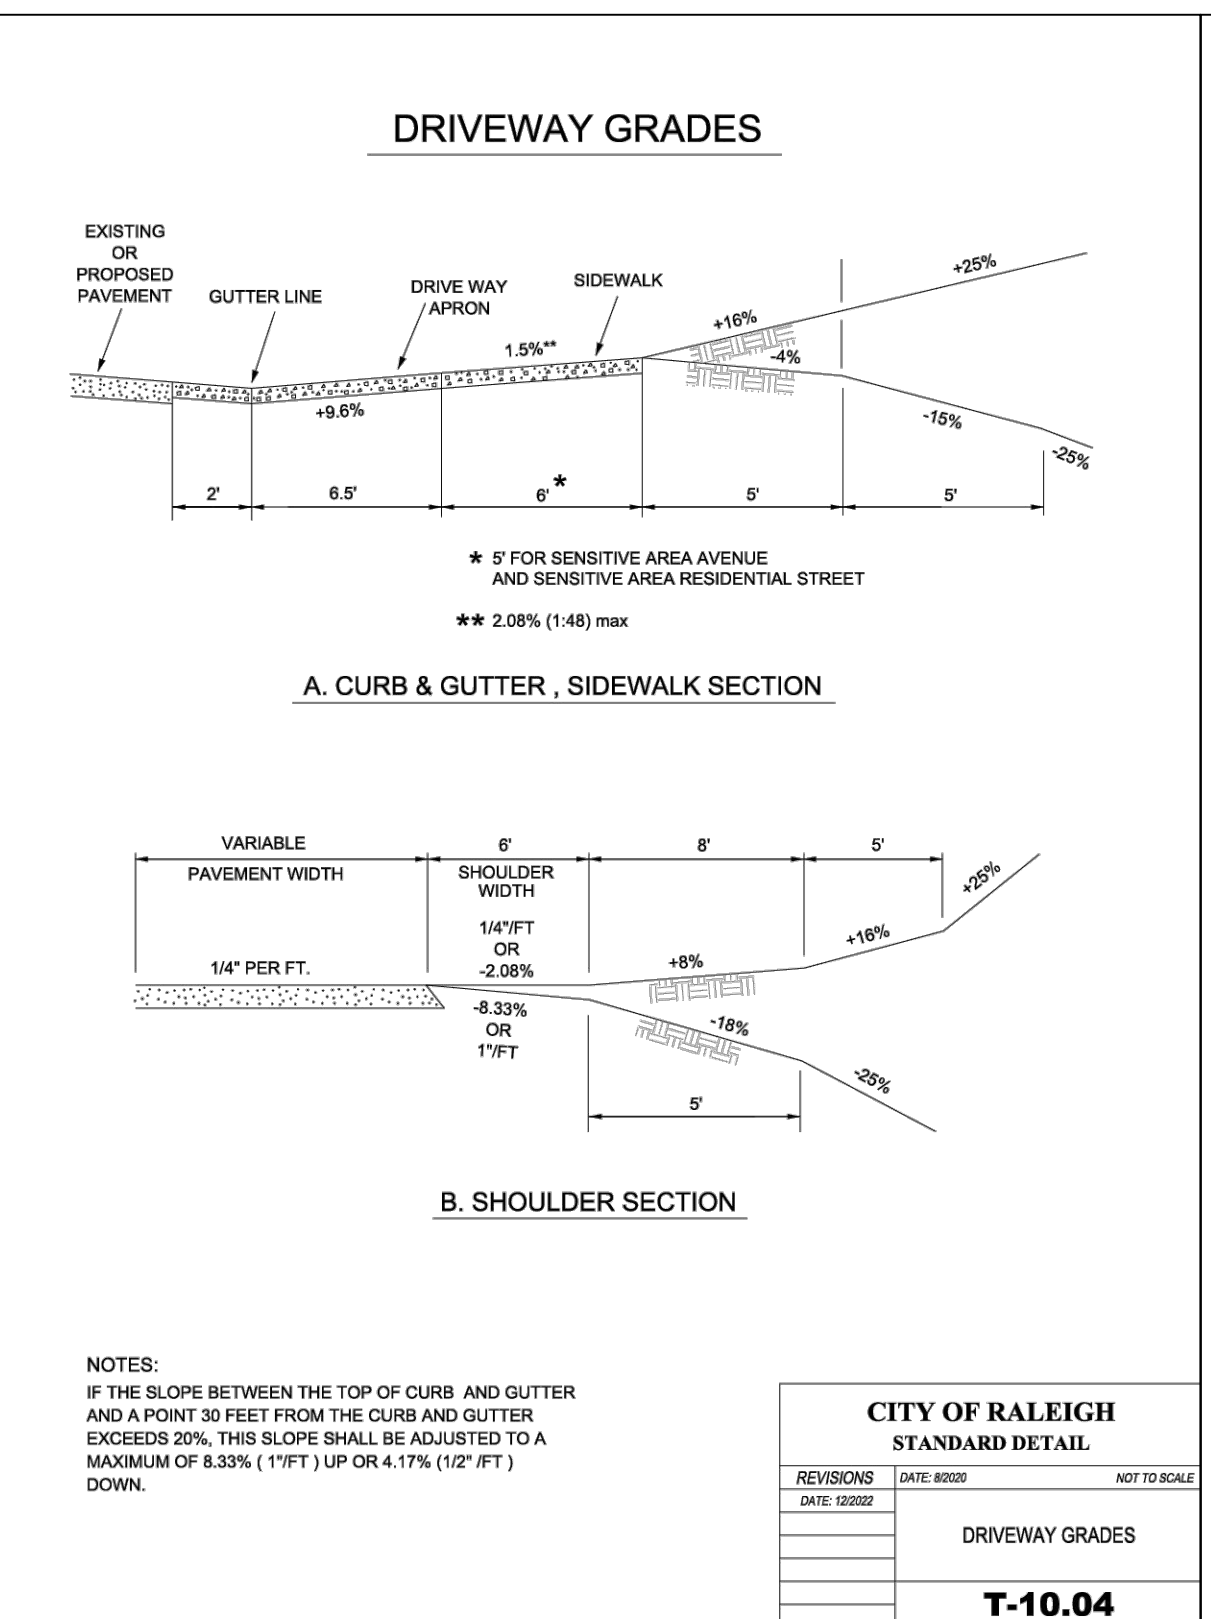 DRIVEWAY GRADES
EXISTING
OR
PROPOSED
PAVEMENT
GUTTER LINE
DRIVE WAY
APRON
SIDEWALK
1.5%**
+9.6%
+16%
+25%
-4%
-15%
-25%
2'
6.5'
6' *
5'
5'
* 5' FOR SENSITIVE AREA AVENUE
AND SENSITIVE AREA RESIDENTIAL STREET
** 2.08% (1:48) max
A. CURB & GUTTER , SIDEWALK SECTION
VARIABLE
PAVEMENT WIDTH
6'
SHOULDER
WIDTH
8'
5'
1/4"/FT
OR
-2.08%
1/4" PER FT.
-8.33%
OR
1"/FT
+8%
+16%
+25%
-18%
-25%
5'
B. SHOULDER SECTION
NOTES:
IF THE SLOPE BETWEEN THE TOP OF CURB AND GUTTER
AND A POINT 30 FEET FROM THE CURB AND GUTTER
EXCEEDS 20%, THIS SLOPE SHALL BE ADJUSTED TO A
MAXIMUM OF 8.33% ( 1"/FT ) UP OR 4.17% (1/2" /FT )
DOWN.
CITY OF RALEIGH
STANDARD DETAIL
REVISIONS
DATE: 8/2020
NOT TO SCALE
DATE: 12/2022
DRIVEWAY GRADES
T-10.04